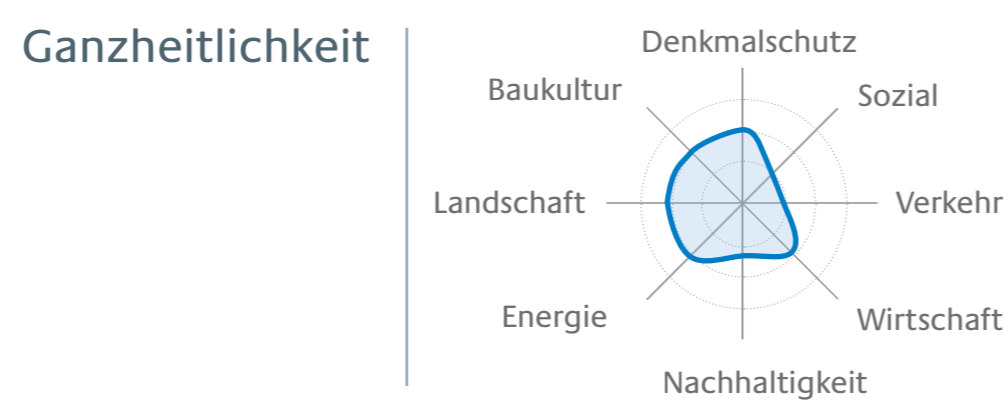 Ganzheitlichkeit
Denkmalschutz
Baukultur
Sozial
Landschaft
Verkehr
Energie
Wirtschaft
Nachhaltigkeit